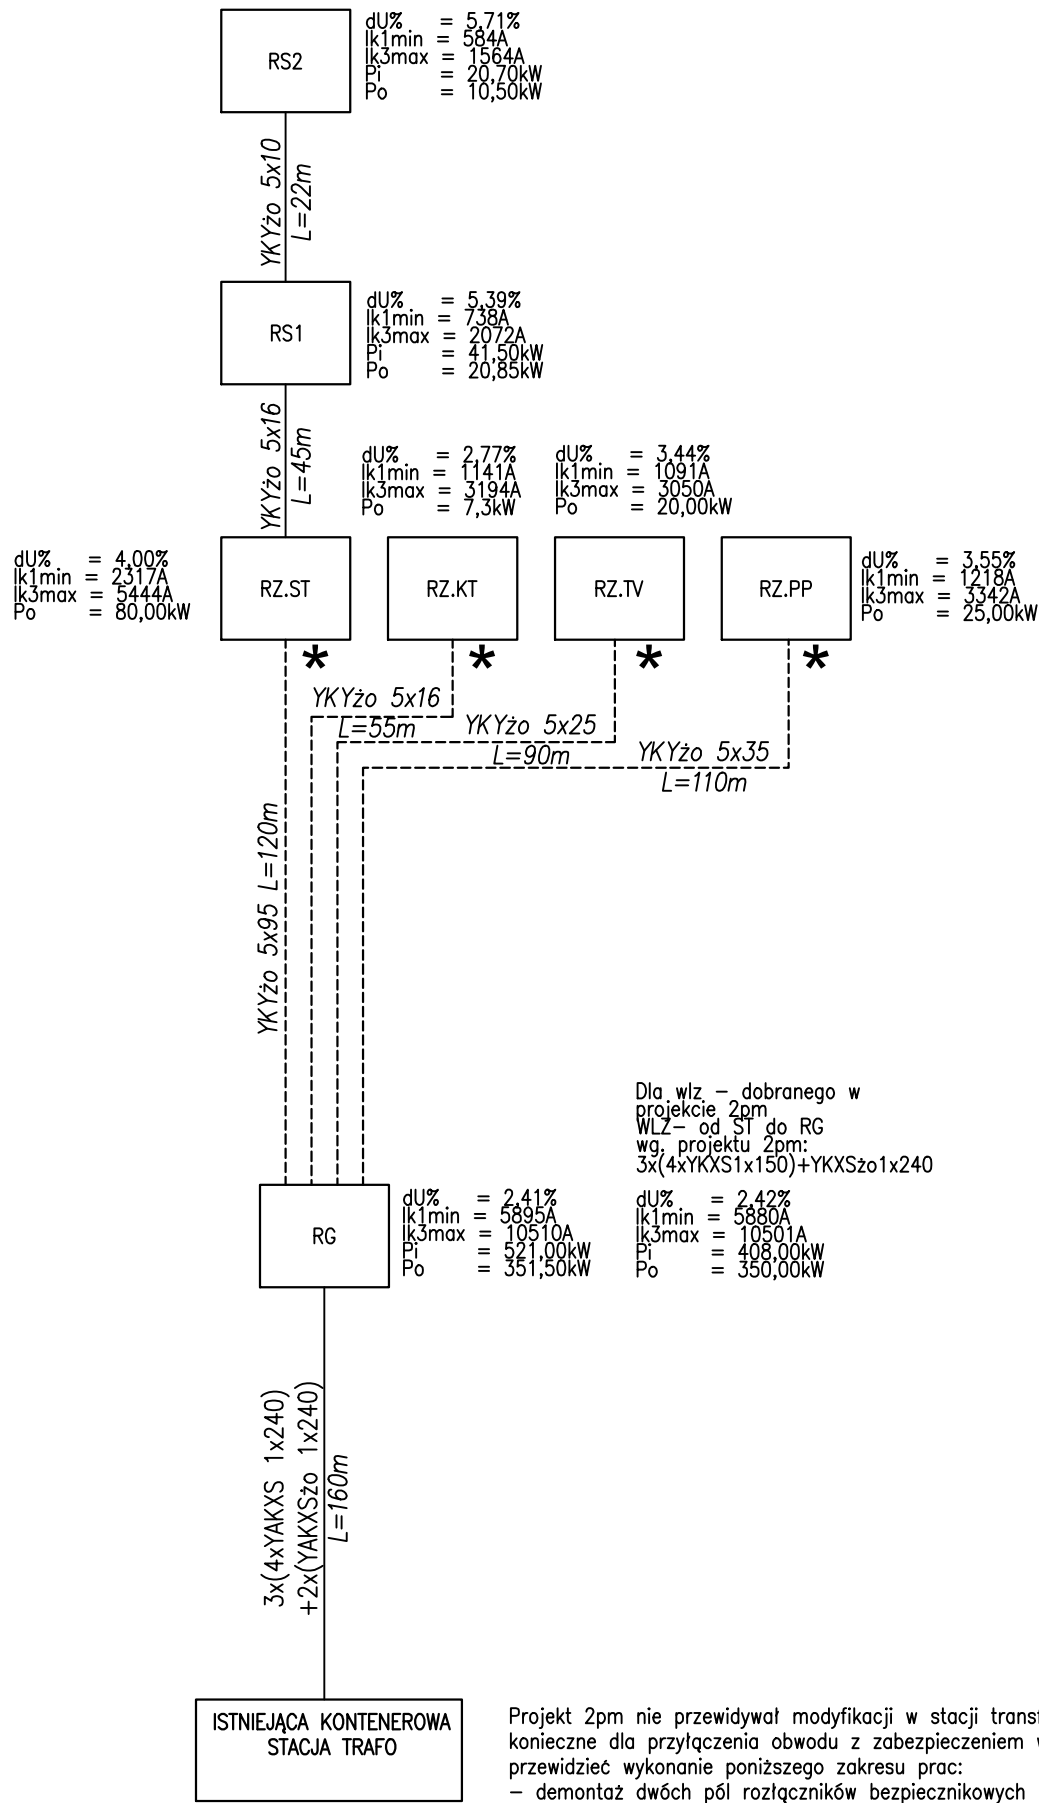 RS2
dU% = 5,71%
Ik1min = 584A
Ik3max = 1564A
Pi = 20,70kW
Po = 10,50kW
YKYżo 5x10
L=22m
RS1
dU% = 5,39%
Ik1min = 738A
Ik3max = 2072A
Pi = 41,50kW
Po = 20,85kW
YKYżo 5x16
L=45m
dU% = 2,77%
Ik1min = 1141A
Ik3max = 3194A
Po = 7,3kW
dU% = 3,44%
Ik1min = 1091A
Ik3max = 3050A
Po = 20,00kW
dU% = 4,00%
Ik1min = 2317A
Ik3max = 5444A
Po = 80,00kW
RZ.ST
RZ.KT
RZ.TV
RZ.PP
dU% = 3,55%
Ik1min = 1218A
Ik3max = 3342A
Po = 25,00kW
* * * *
YKYżo 5x16
L=55m
YKYżo 5x25
L=90m
YKYżo 5x35
L=110m
YKYżo 5x95 L=120m
Dla wlz – dobranego w
projekcie 2pm
WLZ– od ST do RG
wg. projektu 2pm:
3x(4xYKXS1x150)+YKXSżo1x240
RG
dU% = 2,41%
Ik1min = 5895A
Ik3max = 10510A
Pi = 521,00kW
Po = 351,50kW
dU% = 2,42%
Ik1min = 5880A
Ik3max = 10501A
Pi = 408,00kW
Po = 350,00kW
3x(4xYAKXS 1x240)
+2x(YAKXSżo 1x240)
L=160m
ISTNIEJĄCA KONTENEROWA
STACJA TRAFO
Projekt 2pm nie przewidywał modyfikacji w stacji
konieczne dla przyłączenia obwodu z zabezpieczeniem
przewidzieć wykonanie poniższego zakresu prac:
– demontaż dwóch pól rozłączników bezpiecznikowych